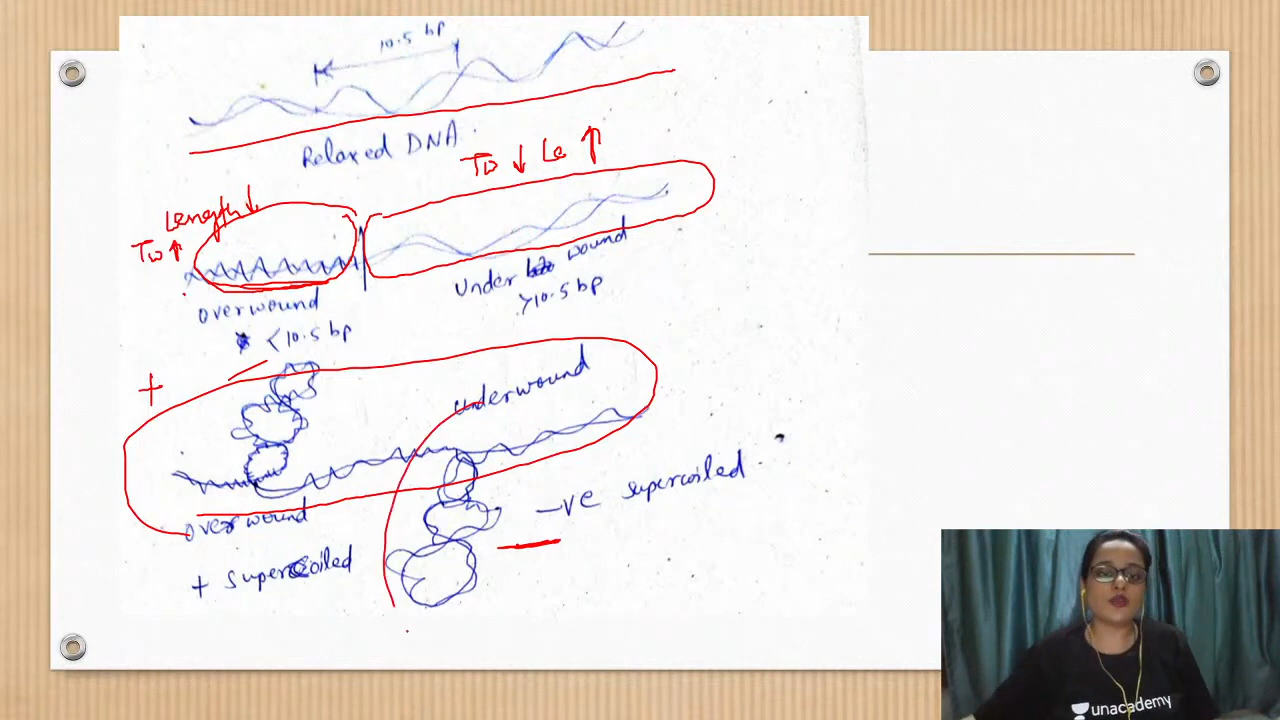 10.5 bp
Relaxed DNA
Tw ↓ Le ↑
Length ↓
Tw ↑
overwound
<10.5 bp
Under wound
>10.5 bp
+
underwound
-ve supercoiled
overwound
+ supercoiled
unacademy